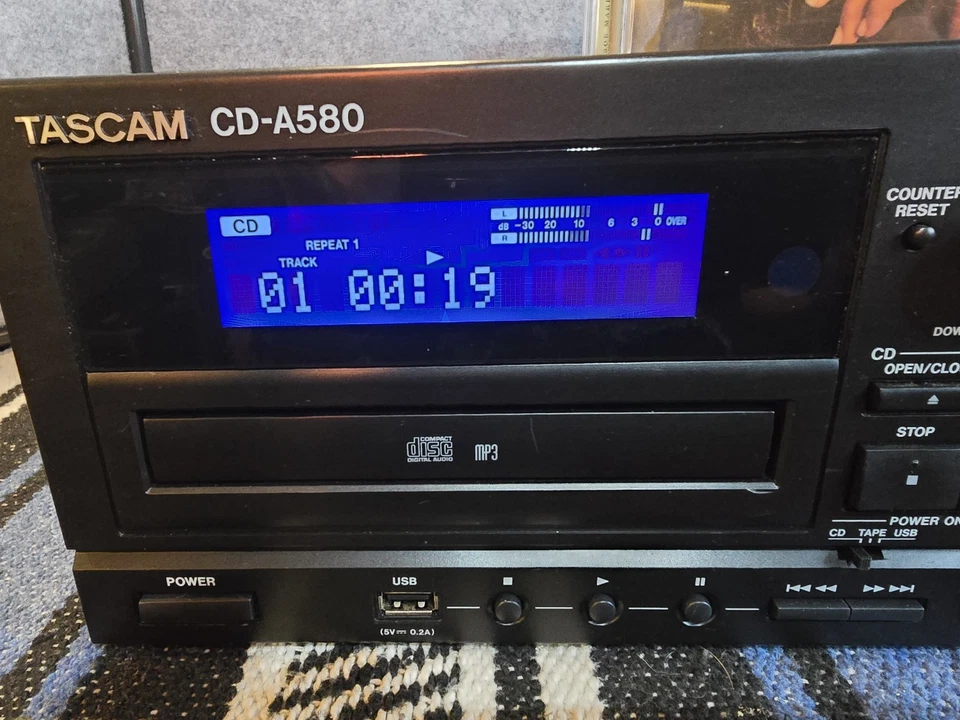 TASCAM CD-A580
CD
L
dB -30 20 10 6 3 0 OVER
R
REPEAT 1
TRACK
01 00:19
COUNTER
RESET
CD
OPEN/CLO
STOP
COMPACT
disc
DIGITAL AUDIO
MP3
POWER ON
CD TAPE USB
POWER
USB
(5V⎓ 0.2A)